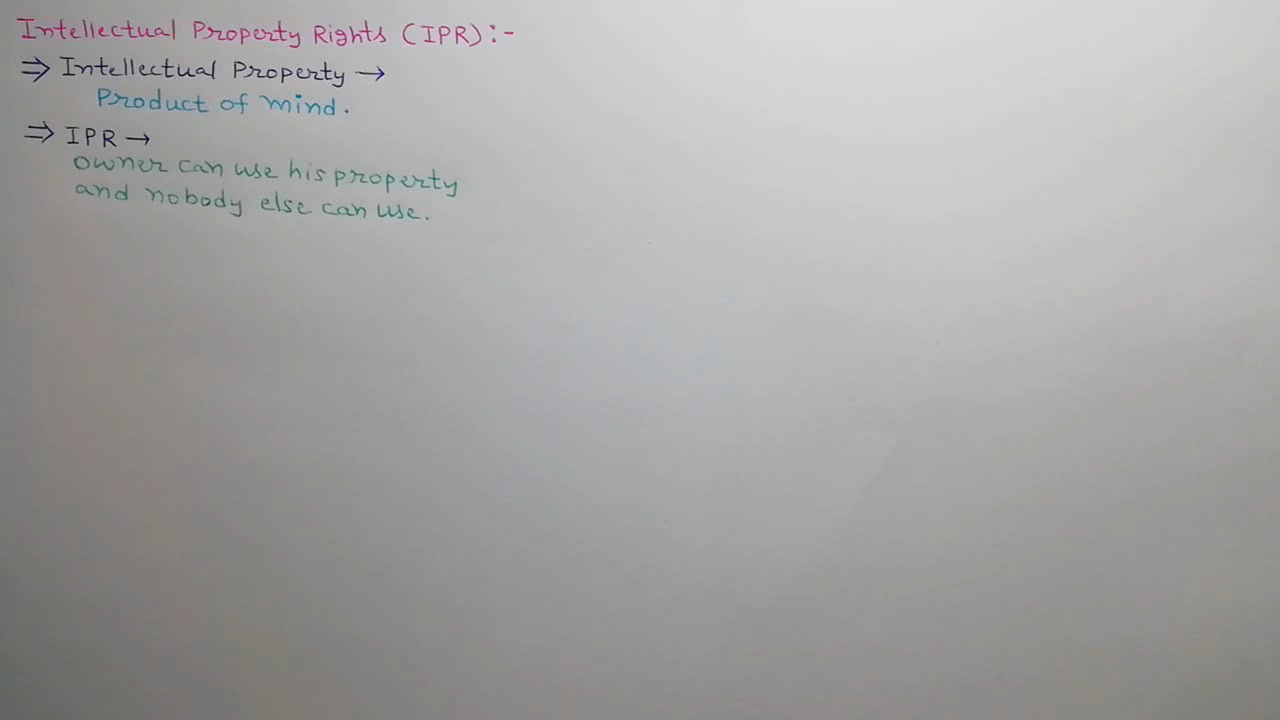 Intellectual Property Rights (IPR):-
⇒ Intellectual Property →
Product of mind.
⇒ IPR →
owner can use his property
and nobody else can use.